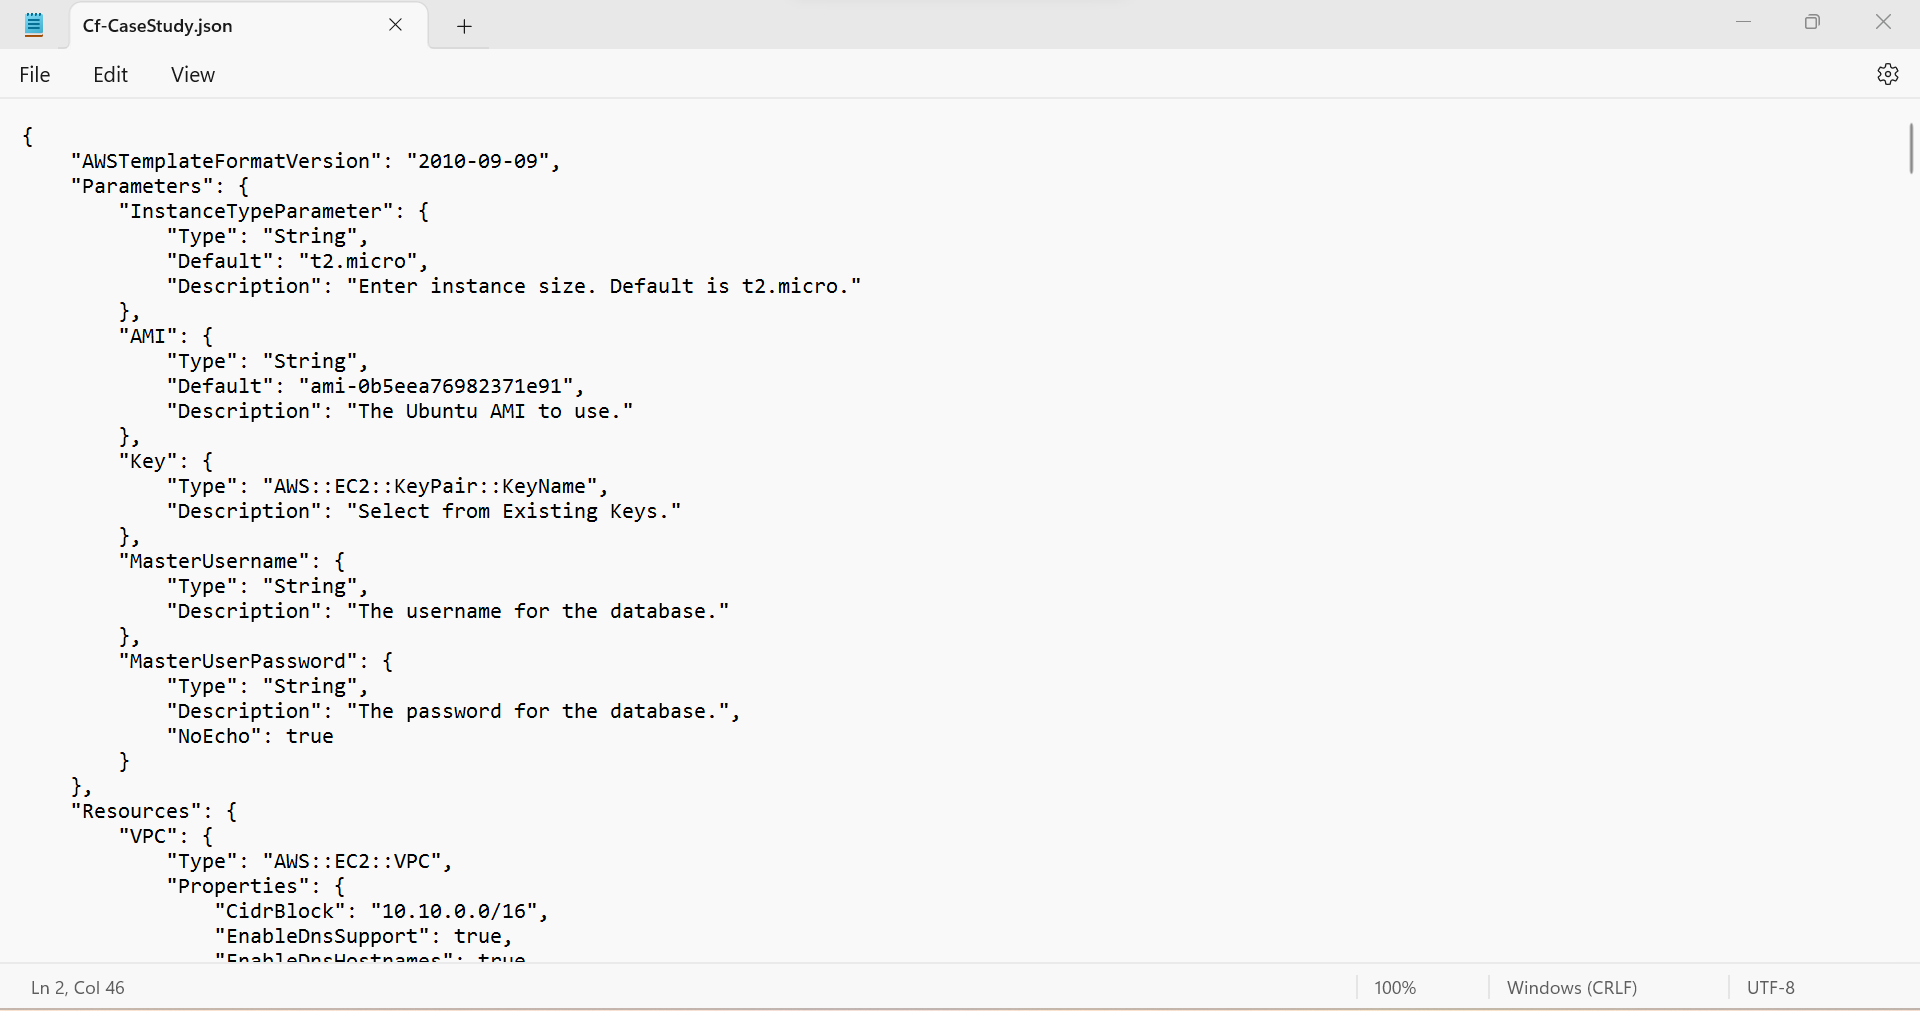 Cf-CaseStudy.json
File Edit View
{
    "AWSTemplateFormatVersion": "2010-09-09",
    "Parameters": {
        "InstanceTypeParameter": {
            "Type": "String",
            "Default": "t2.micro",
            "Description": "Enter instance size. Default is t2.micro."
        },
        "AMI": {
            "Type": "String",
            "Default": "ami-0b5eea76982371e91",
            "Description": "The Ubuntu AMI to use."
        },
        "Key": {
            "Type": "AWS::EC2::KeyPair::KeyName",
            "Description": "Select from Existing Keys."
        },
        "MasterUsername": {
            "Type": "String",
            "Description": "The username for the database."
        },
        "MasterUserPassword": {
            "Type": "String",
            "Description": "The password for the database.",
            "NoEcho": true
        }
    },
    "Resources": {
        "VPC": {
            "Type": "AWS::EC2::VPC",
            "Properties": {
                "CidrBlock": "10.10.0.0/16",
                "EnableDnsSupport": true,
                "EnableDnsHostnames": true
Ln 2, Col 46 100% Windows (CRLF) UTF-8